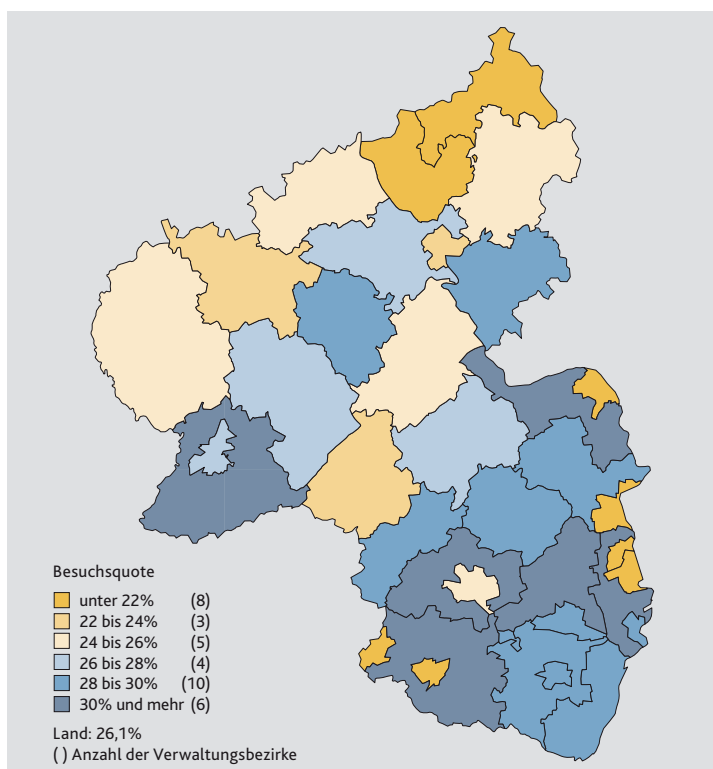 Besuchsquote
unter 22% (8)
22 bis 24% (3)
24 bis 26% (5)
26 bis 28% (4)
28 bis 30% (10)
30% und mehr (6)
Land: 26,1%
( ) Anzahl der Verwaltungsbezirke